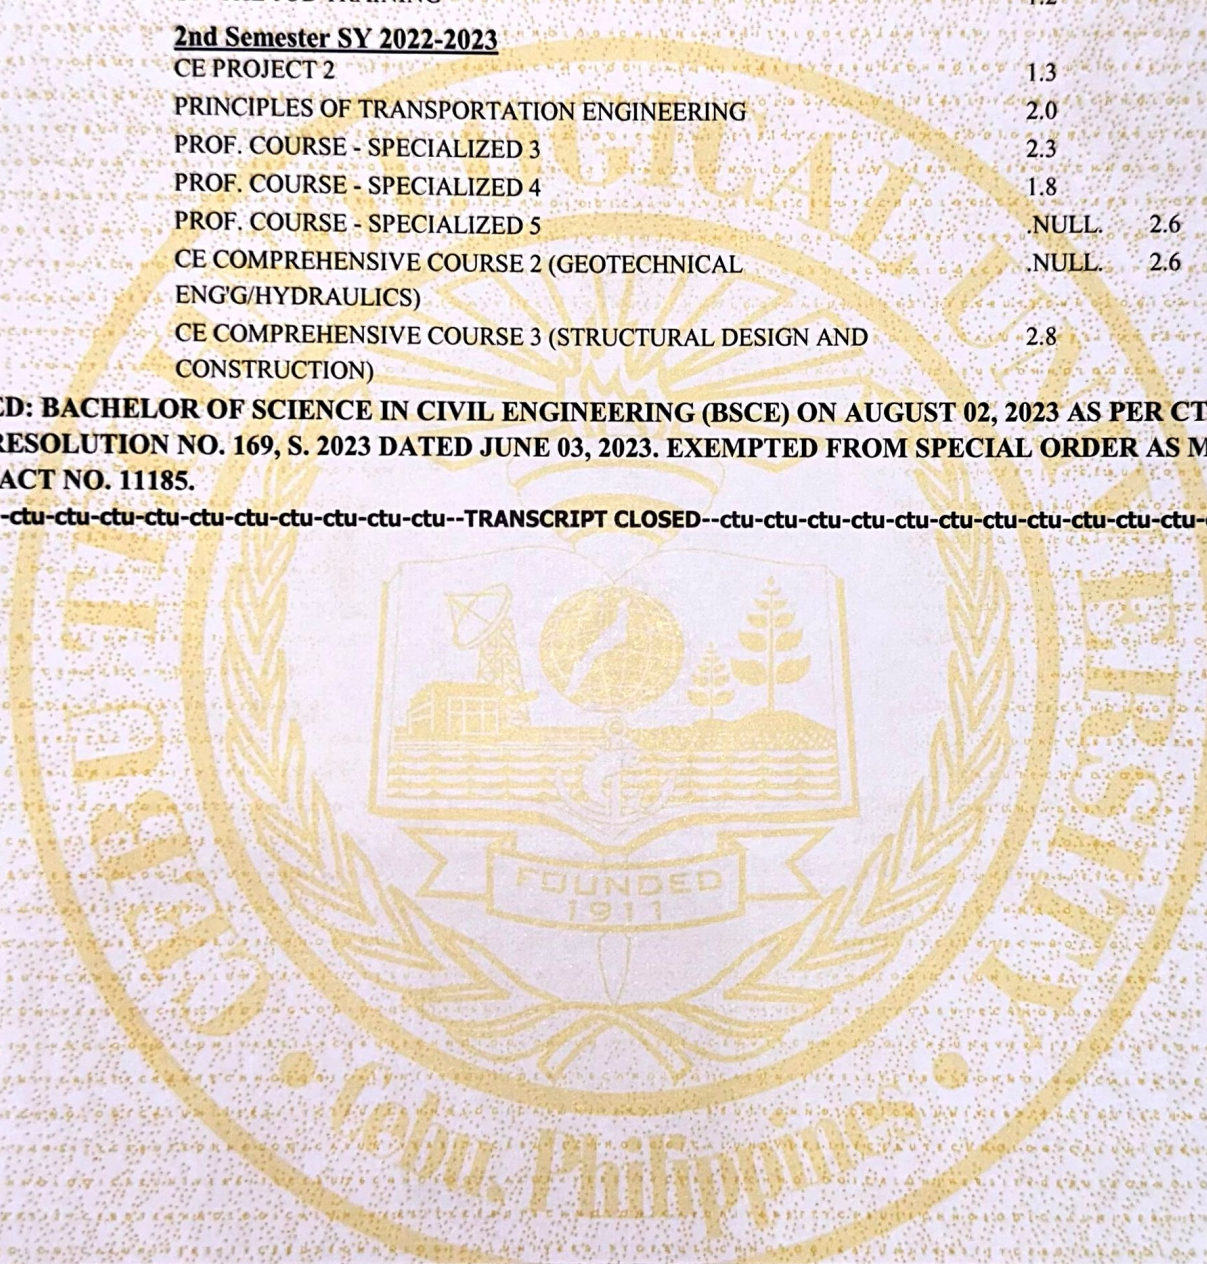 2nd Semester SY 2022-2023
CE PROJECT 2 1.3
PRINCIPLES OF TRANSPORTATION ENGINEERING 2.0
PROF. COURSE - SPECIALIZED 3 2.3
PROF. COURSE - SPECIALIZED 4 1.8
PROF. COURSE - SPECIALIZED 5 .NULL. 2.6
CE COMPREHENSIVE COURSE 2 (GEOTECHNICAL .NULL. 2.6
ENG'G/HYDRAULICS)
CE COMPREHENSIVE COURSE 3 (STRUCTURAL DESIGN AND 2.8
CONSTRUCTION)
ED: BACHELOR OF SCIENCE IN CIVIL ENGINEERING (BSCE) ON AUGUST 02, 2023 AS PER CT
RESOLUTION NO. 169, S. 2023 DATED JUNE 03, 2023. EXEMPTED FROM SPECIAL ORDER AS M
ACT NO. 11185.
-ctu-ctu-ctu-ctu-ctu-ctu-ctu-ctu-ctu-ctu--TRANSCRIPT CLOSED--ctu-ctu-ctu-ctu-ctu-ctu-ctu-ctu-ctu-ctu-ctu-
CEBU
UNIVERSITY
FOUNDED
1911
Cebu, Philippines